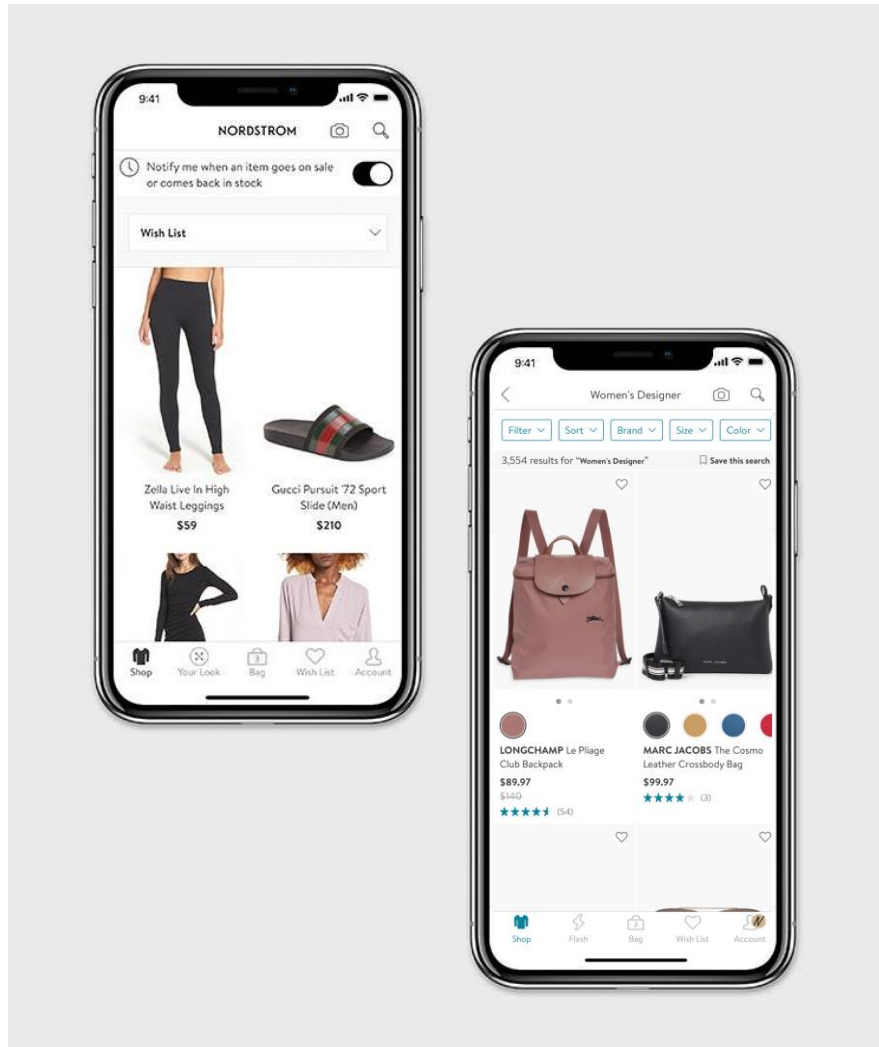 9:41
NORDSTROM
Notify me when an item goes on sale
or comes back in stock
Wish List
Zella Live In High
Waist Leggings
$59
Gucci Pursuit '72 Sport
Slide (Men)
$210
Shop
Your Look
3
Bag
Wish List
Account
9:41
Women's Designer
Filter
Sort
Brand
Size
Color
3,554 results for "Women's Designer"
Save this search
MARC JACOBS
LONGCHAMP Le Pliage
Club Backpack
$89.97
$140
(54)
MARC JACOBS The Cosmo
Leather Crossbody Bag
$99.97
(3)
Shop
Flash
2
Bag
Wish List
N
Account